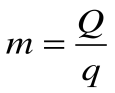 m = Q/q